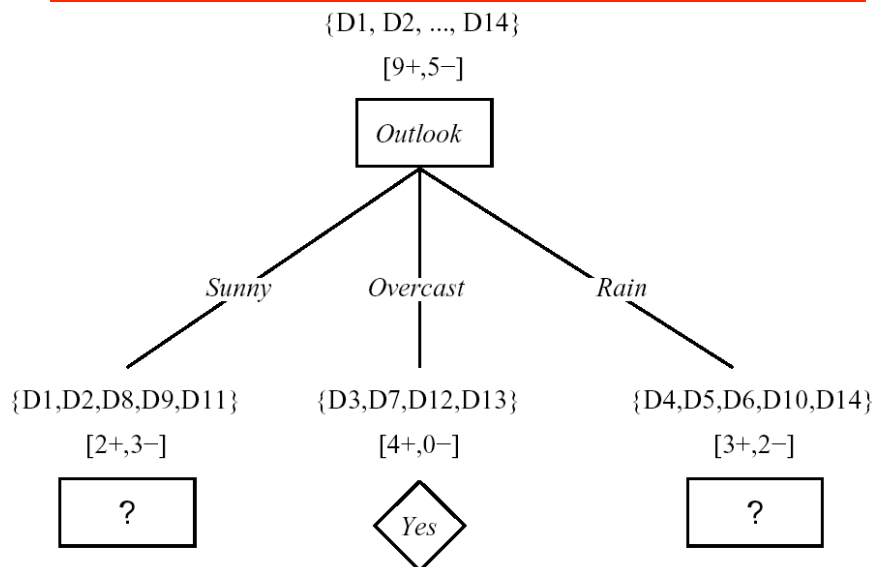 {D1, D2, ..., D14}
[9+,5−]
Outlook
Sunny Overcast Rain
{D1,D2,D8,D9,D11} {D3,D7,D12,D13} {D4,D5,D6,D10,D14}
[2+,3−] [4+,0−] [3+,2−]
? Yes ?